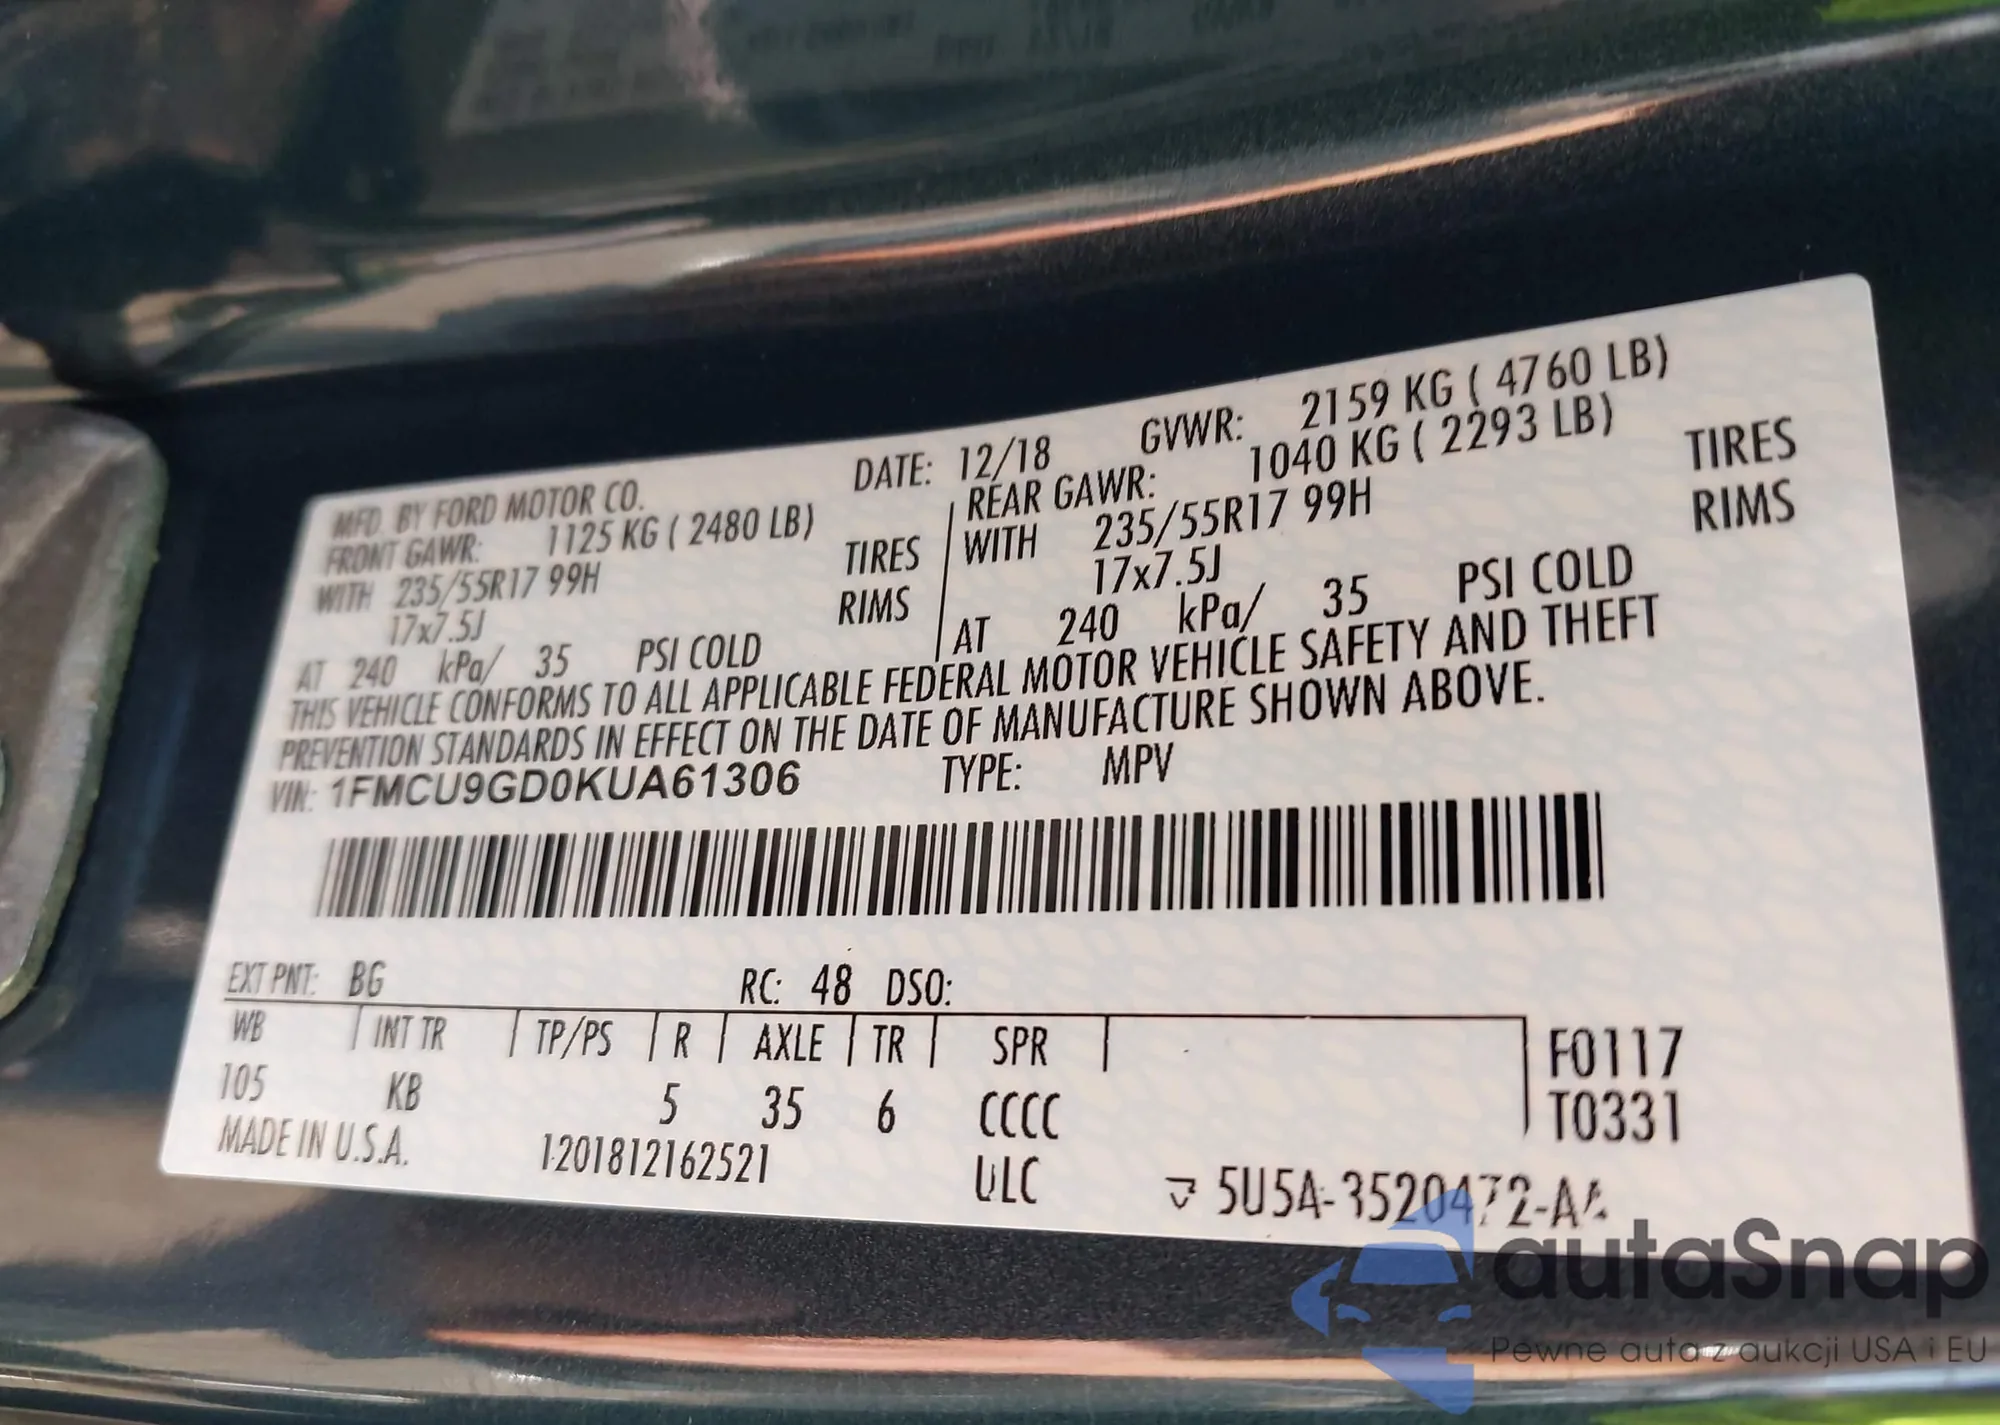 MFD. BY FORD MOTOR CO. DATE: 12/18 GVWR: 2159 KG ( 4760 LB)
FRONT GAWR: 1125 KG ( 2480 LB) REAR GAWR: 1040 KG ( 2293 LB)
WITH 235/55R17 99H TIRES WITH 235/55R17 99H TIRES
17x7.5J RIMS 17x7.5J RIMS
AT 240 kPa/ 35 PSI COLD AT 240 kPa/ 35 PSI COLD
THIS VEHICLE CONFORMS TO ALL APPLICABLE FEDERAL MOTOR VEHICLE SAFETY AND THEFT
PREVENTION STANDARDS IN EFFECT ON THE DATE OF MANUFACTURE SHOWN ABOVE.
VIN: 1FMCU9GD0KUA61306 TYPE: MPV
EXT PNT: BG RC: 48 DSO:
WB INT TR TP/PS R AXLE TR SPR F0117
105 KB 5 35 6 CCCC T0331
MADE IN U.S.A. 1201812162521 ULC 5U5A-3520472-AA
autaSnap
Pewne auta z aukcji USA i EU